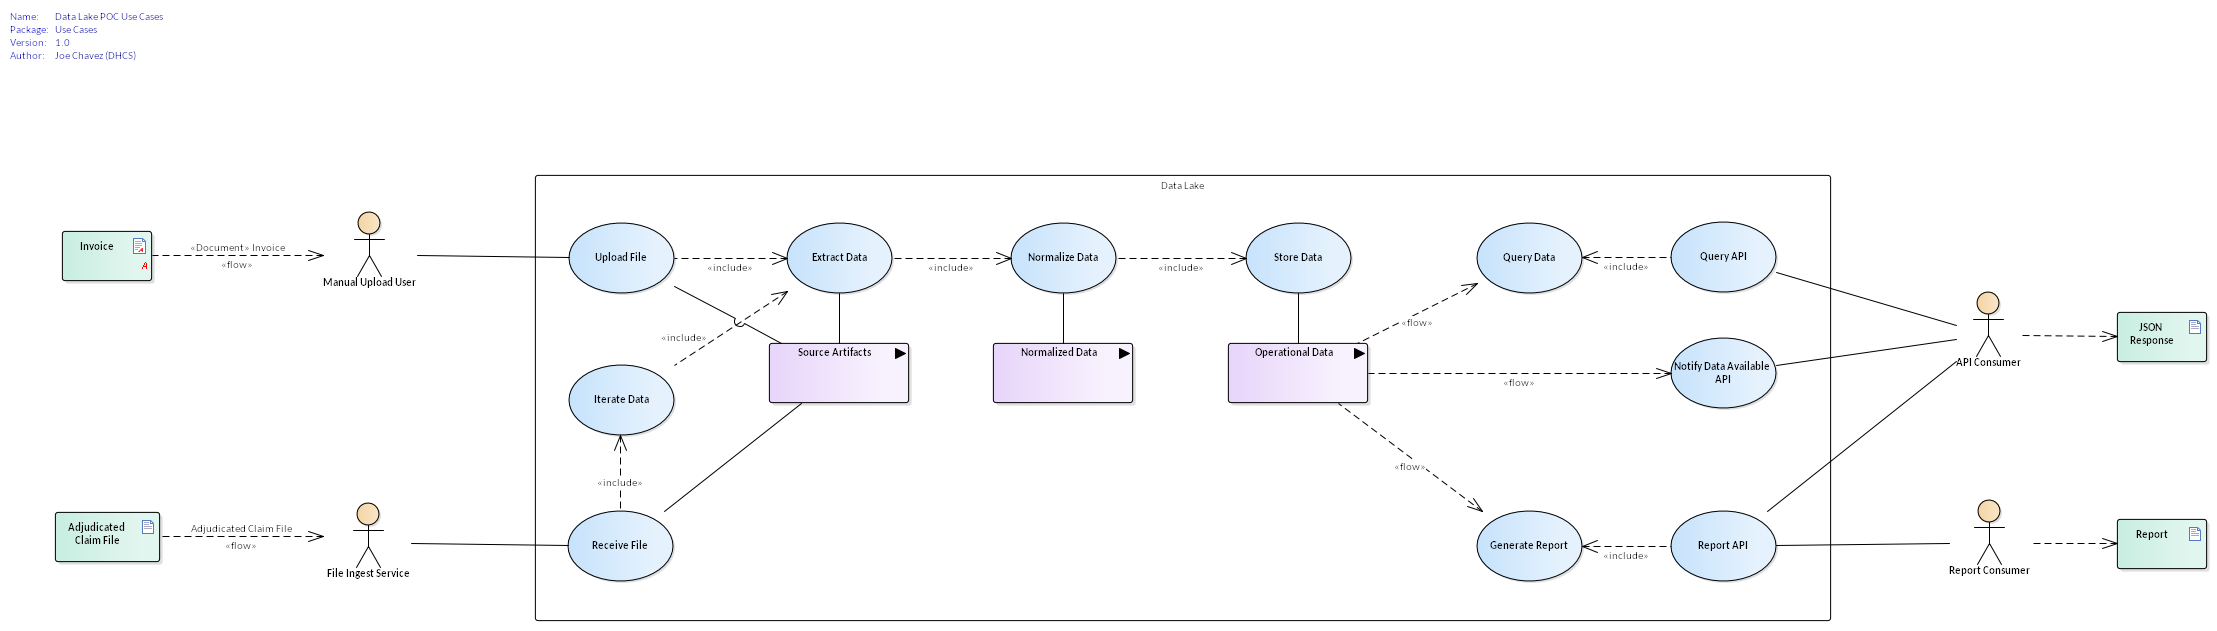 Name: Data Lake POC Use Cases
Package: Use Cases
Version: 1.0
Author: Joe Chavez (DHCS)
Data Lake
Invoice
A
«Document» Invoice
«flow»
Manual Upload User
Upload File
«include»
Extract Data
«include»
Normalize Data
«include»
Store Data
Query Data
«include»
Query API
«include»
Source Artifacts
Normalized Data
Operational Data
«flow»
«flow»
Notify Data Available
API
API Consumer
JSON
Response
Iterate Data
«include»
«flow»
Adjudicated
Claim File
Adjudicated Claim File
«flow»
File Ingest Service
Receive File
Generate Report
«include»
Report API
Report Consumer
Report